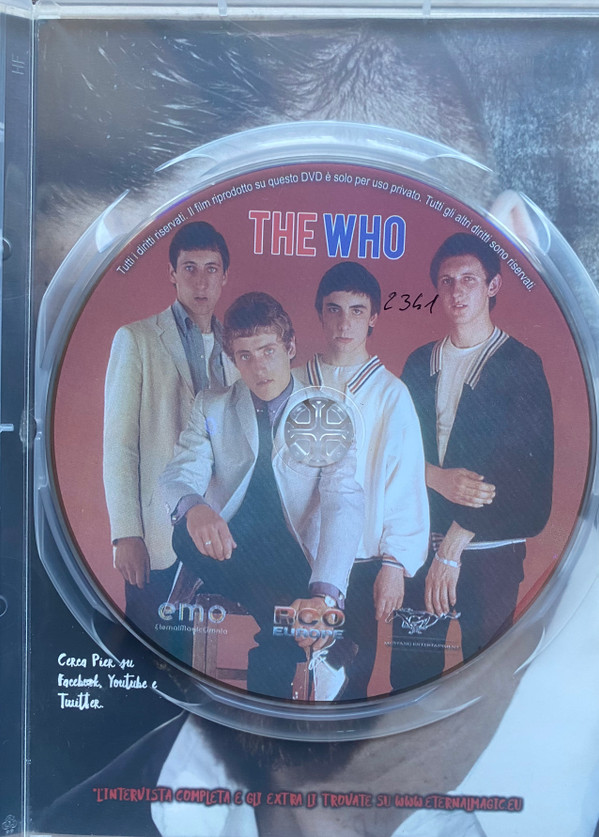 Tutti i diritti riservati. Il film riprodotto su questo DVD è solo per uso privato. Tutti gli altri diritti sono riservati.
THE WHO
2361
emo
EternalMagicOmnia
RCO
EUROPE
Cerca Pier su
Facebook, Youtube e
Twitter.
*L'INTERVISTA COMPLETA E GLI EXTRA LI TROVATE SU WWW.ETERNALMAGIC.EU